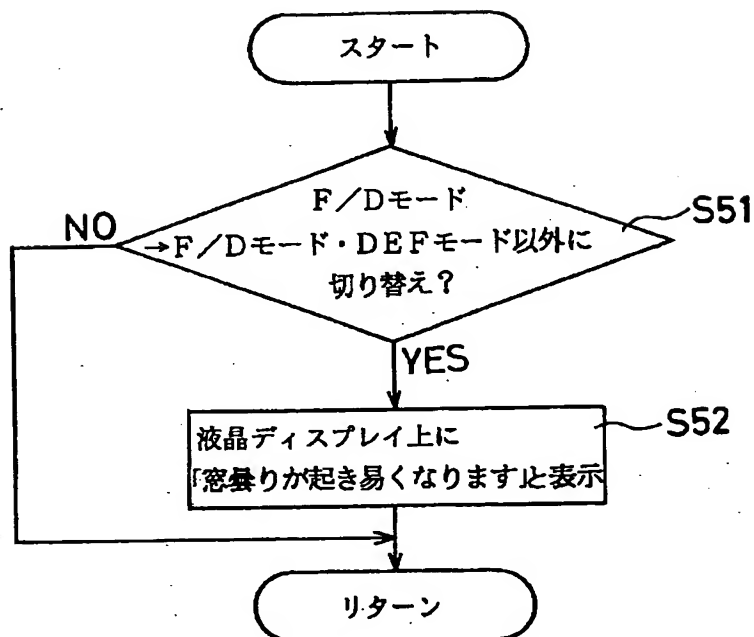 スタート
F/Dモード
→F/Dモード・DEFモード以外に
切り替え?
S51
NO
YES
液晶ディスプレイ上に
「窓曇りが起き易くなります」と表示
S52
リターン